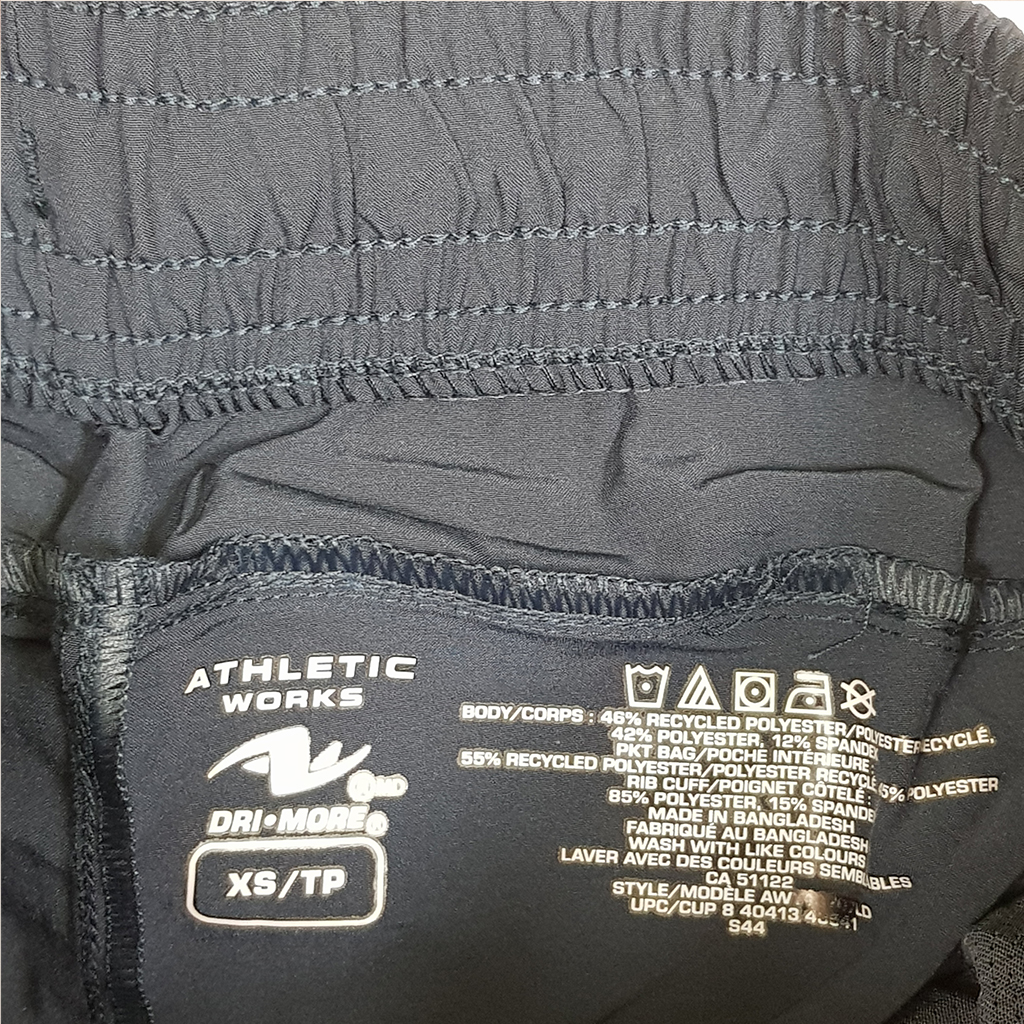 ATHLETIC
WORKS
MD
DRI•MORE®
XS/TP
BODY/CORPS : 46% RECYCLED POLYESTER/POLYESTER RECYCLÉ,
42% POLYESTER, 12% SPANDEX
PKT BAG/POCHE INTÉRIEURE :
55% RECYCLED POLYESTER/POLYESTER RECYCLÉ, POLYESTER
RIB CUFF/POIGNET CÔTELÉ :
85% POLYESTER, 15% SPANDEX
MADE IN BANGLADESH
FABRIQUÉ AU BANGLADESH
WASH WITH LIKE COLOURS
LAVER AVEC DES COULEURS SEMBLABLES
CA 51122
STYLE/MODÈLE
UPC/CUP 8 40413
S44